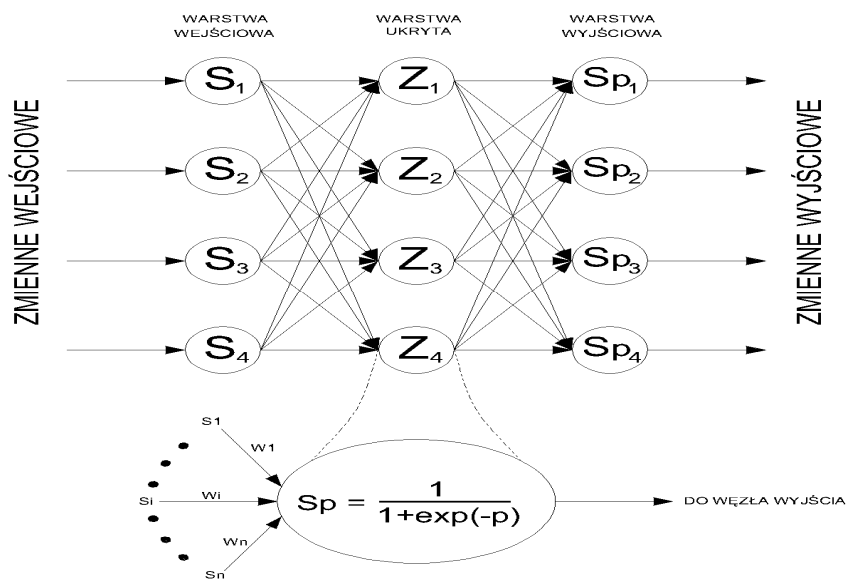 WARSTWA
WEJŚCIOWA
WARSTWA
UKRYTA
WARSTWA
WYJŚCIOWA
ZMIENNE WEJŚCIOWE
S1 Z1 Sp1
S2 Z2 Sp2
S3 Z3 Sp3
S4 Z4 Sp4
ZMIENNE WYJŚCIOWE
S1
W1
Si Wi
Wn
Sn
Sp = 1 / 1+exp(-p)
DO WĘZŁA WYJŚCIA